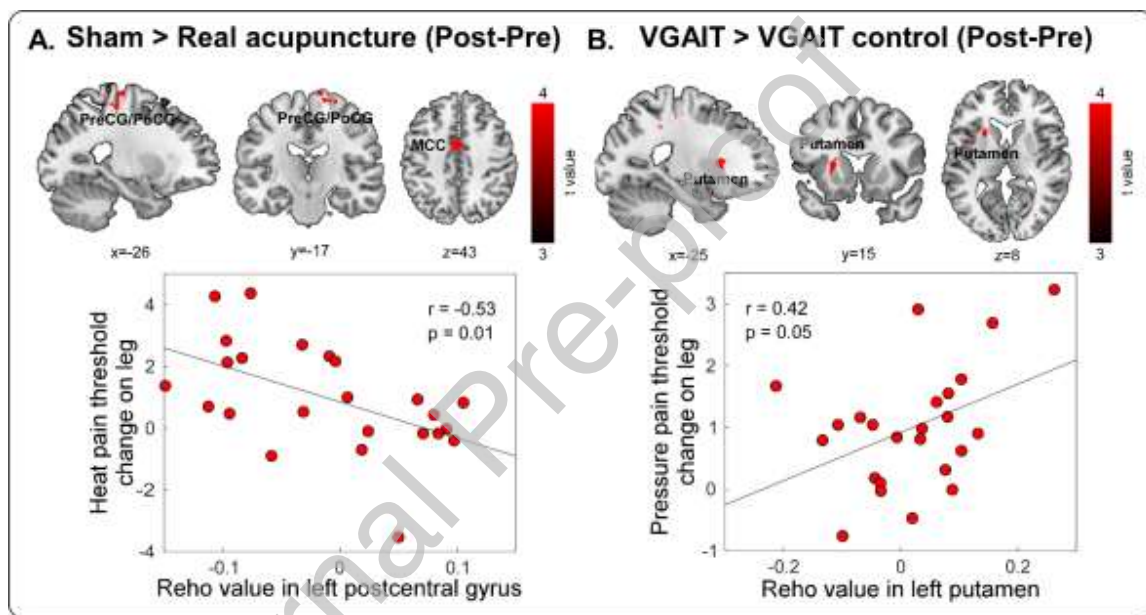 A. Sham > Real acupuncture (Post-Pre)
PreCG/PoCG
PreCG/PoCG
MCC
4
t value
3
x=-26
y=-17
z=43
Heat pain threshold
change on leg
4
2
0
-2
-4
r = -0.53
p = 0.01
-0.1
0
0.1
Reho value in left postcentral gyrus
B. VGAIT > VGAIT control (Post-Pre)
Putamen
Putamen
Putamen
4
t value
3
x=-25
y=15
z=8
Pressure pain threshold
change on leg
3
2
1
0
-1
r = 0.42
p = 0.05
-0.2
0
0.2
Reho value in left putamen
rnal Pre-proof